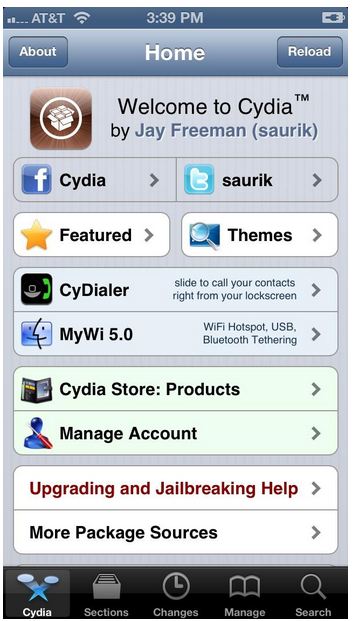 AT&T 3:39 PM
About Home Reload
Welcome to Cydia™
by Jay Freeman (saurik)
Cydia saurik
Featured Themes
CyDialer slide to call your contacts
right from your lockscreen
MyWi 5.0 WiFi Hotspot, USB,
Bluetooth Tethering
Cydia Store: Products
Manage Account
Upgrading and Jailbreaking Help
More Package Sources
Cydia Sections Changes Manage Search